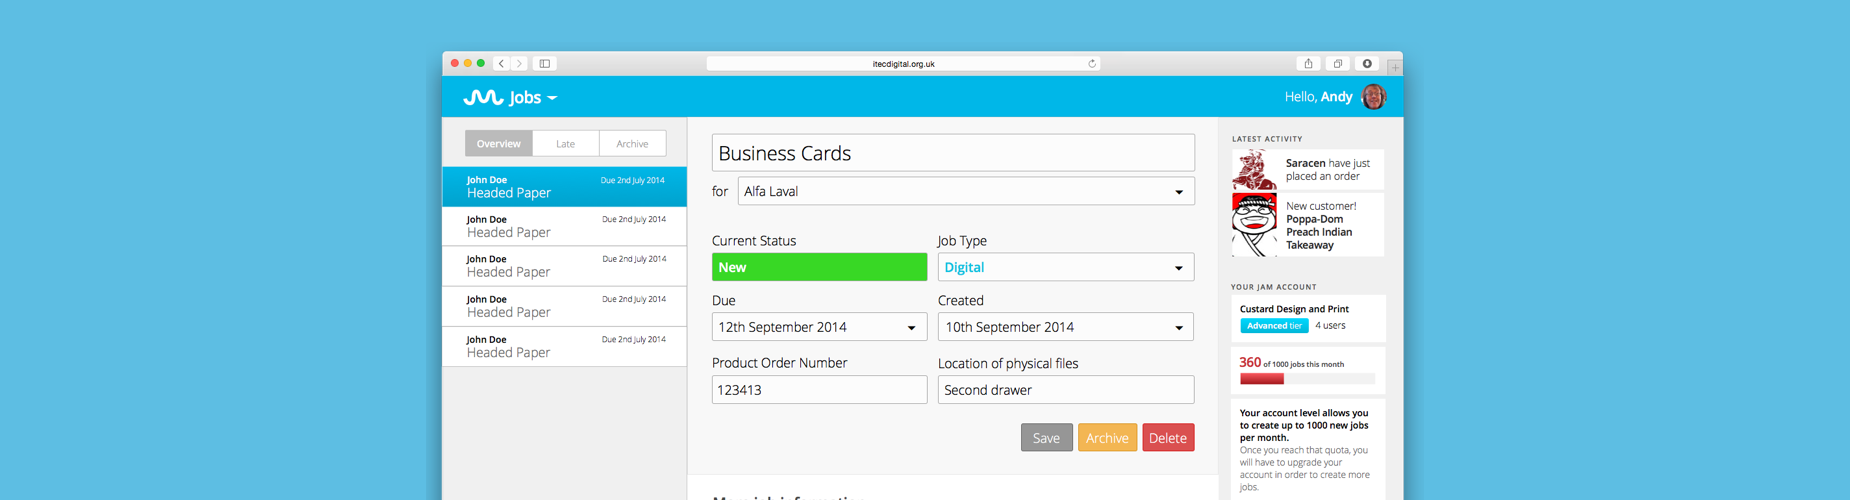 itecdigital.org.uk
Jobs
Hello, Andy
Overview
Late
Archive
John Doe
Due 2nd July 2014
Headed Paper
John Doe
Due 2nd July 2014
Headed Paper
John Doe
Due 2nd July 2014
Headed Paper
John Doe
Due 2nd July 2014
Headed Paper
John Doe
Due 2nd July 2014
Headed Paper
Business Cards
for
Alfa Laval
Current Status
Job Type
New
Digital
Due
Created
12th September 2014
10th September 2014
Product Order Number
Location of physical files
123413
Second drawer
Save
Archive
Delete
LATEST ACTIVITY
Saracen have just
placed an order
New customer!
Poppa-Dom
Preach Indian
Takeaway
YOUR JAM ACCOUNT
Custard Design and Print
Advanced tier
4 users
360 of 1000 jobs this month
Your account level allows you
to create up to 1000 new jobs
per month.
Once you reach that quota, you
will have to upgrade your
account in order to create more
jobs.
More job information